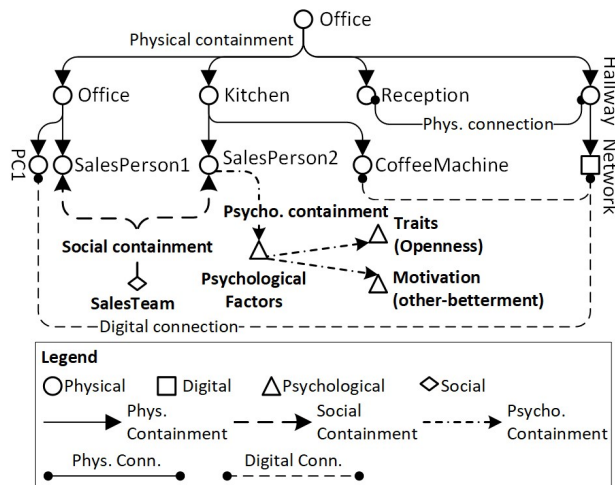 Office
Physical containment
Office
Kitchen
Reception
Hallway
Phys. connection
PC1
SalesPerson1
SalesPerson2
CoffeeMachine
Network
Psycho. containment
Traits
(Openness)
Social containment
Psychological
Factors
Motivation
(other-betterment)
SalesTeam
Digital connection
Legend
Physical
Digital
Psychological
Social
Phys.
Containment
Social
Containment
Psycho.
Containment
Phys. Conn.
Digital Conn.